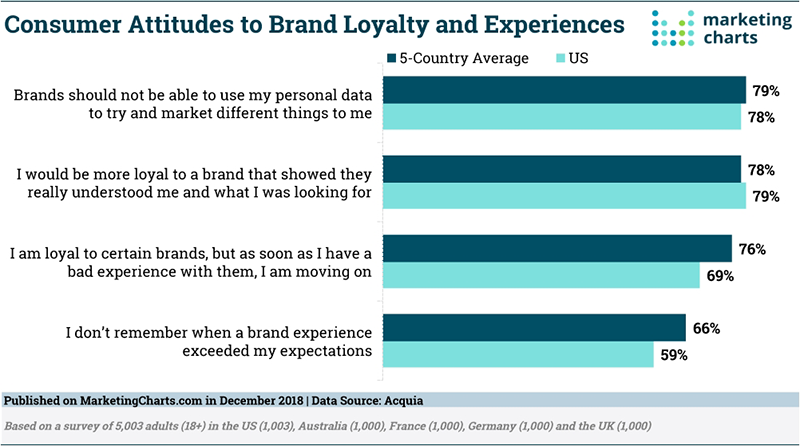 Consumer Attitudes to Brand Loyalty and Experiences
marketing
charts
5-Country Average
US
Brands should not be able to use my personal data
to try and market different things to me
79%
78%
I would be more loyal to a brand that showed they
really understood me and what I was looking for
78%
79%
I am loyal to certain brands, but as soon as I have a
bad experience with them, I am moving on
76%
69%
I don’t remember when a brand experience
exceeded my expectations
66%
59%
Published on MarketingCharts.com in December 2018 | Data Source: Acquia
Based on a survey of 5,003 adults (18+) in the US (1,003), Australia (1,000), France (1,000), Germany (1,000) and the UK (1,000)